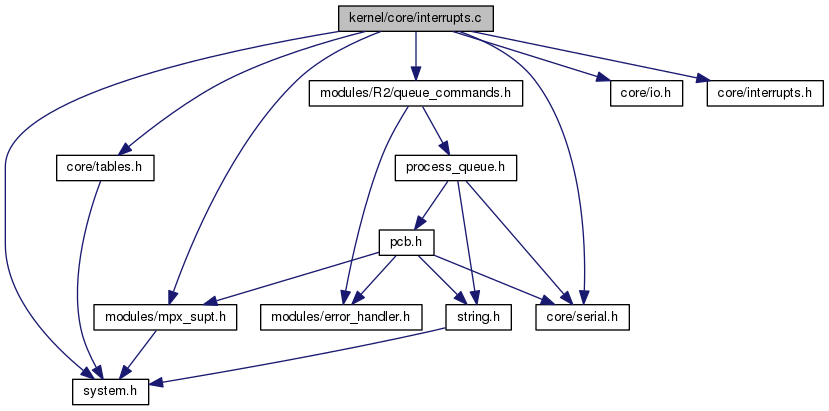 kernel/core/interrupts.c
modules/R2/queue_commands.h
core/io.h
core/interrupts.h
core/tables.h
process_queue.h
pcb.h
modules/mpx_supt.h
modules/error_handler.h
string.h
core/serial.h
system.h